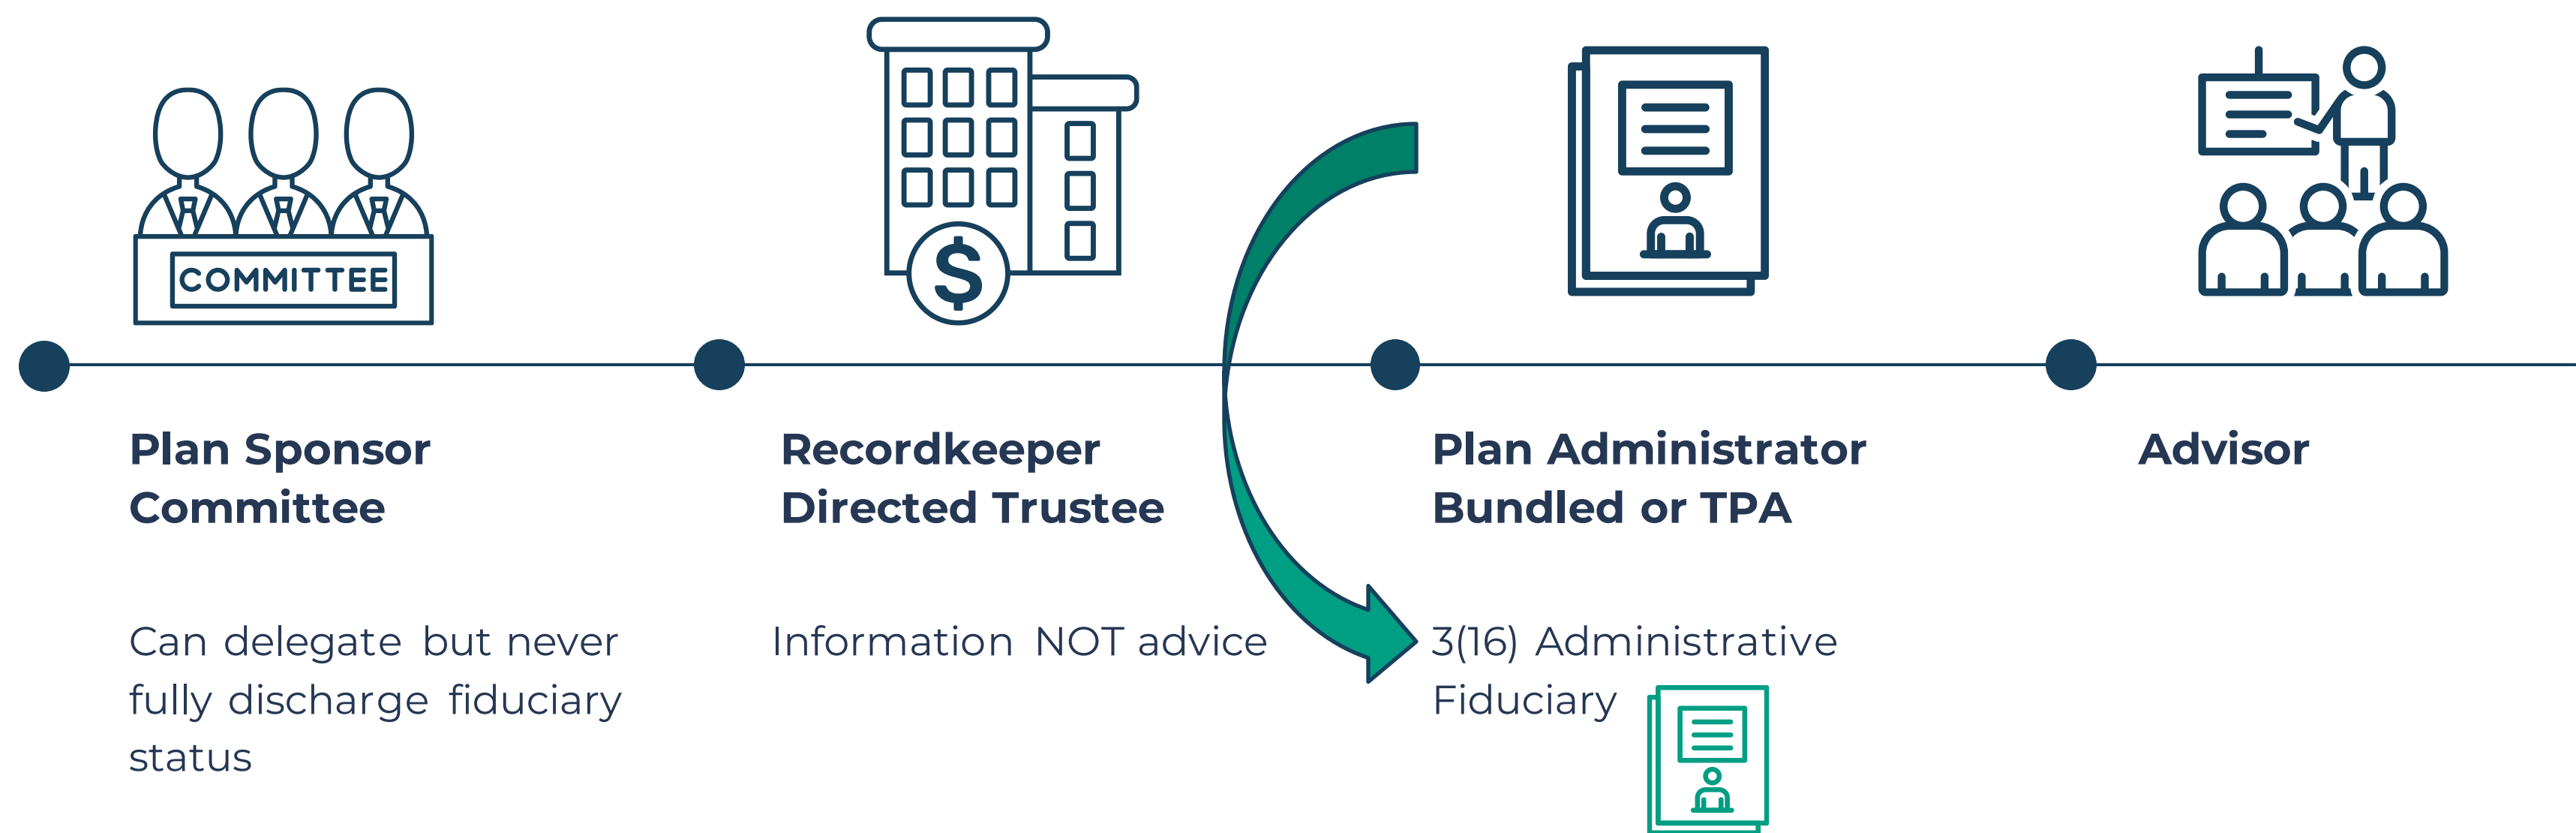 COMMITTEE
$
Plan Sponsor
Committee
Can delegate but never
fully discharge fiduciary
status
Recordkeeper
Directed Trustee
Information NOT advice
Plan Administrator
Bundled or TPA
3(16) Administrative
Fiduciary
Advisor